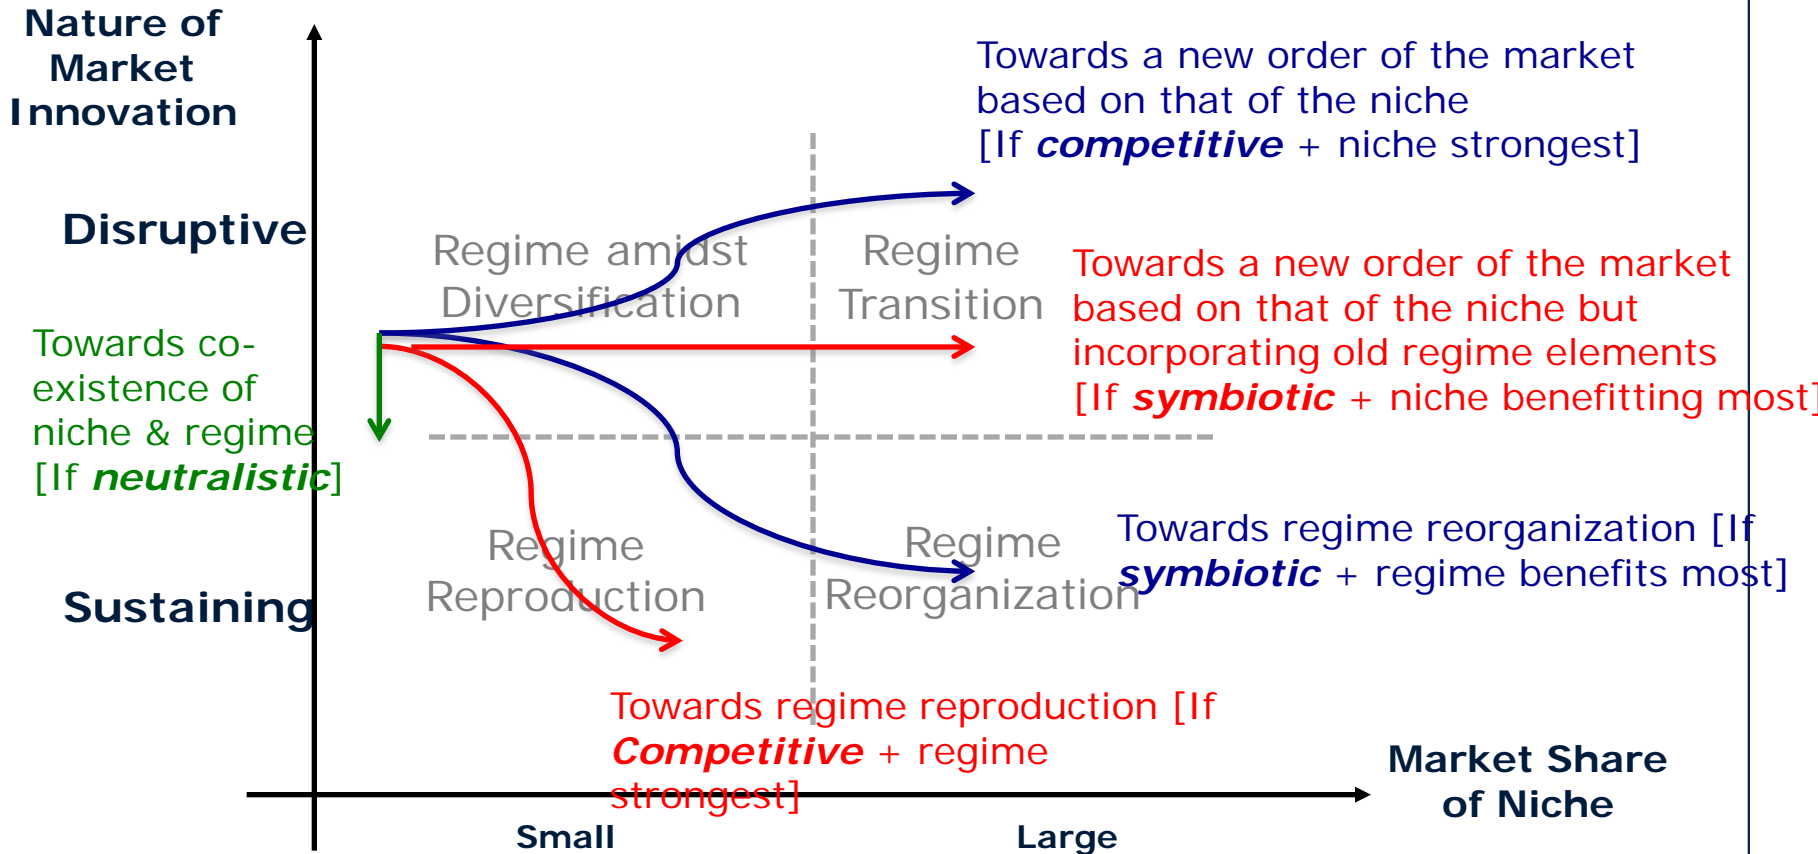 Nature of
Market
Innovation
Towards a new order of the market
based on that of the niche
[If competitive + niche strongest]
Disruptive
Regime amidst
Diversification
Regime
Transition
Towards a new order of the market
based on that of the niche but
incorporating old regime elements
[If symbiotic + niche benefitting most]
Towards co-
existence of
niche & regime
[If neutralistic]
Regime
Reproduction
Regime
Reorganization
Towards regime reorganization [If
symbiotic + regime benefits most]
Sustaining
Towards regime reproduction [If
Competitive + regime
strongest]
Market Share
of Niche
Small
Large